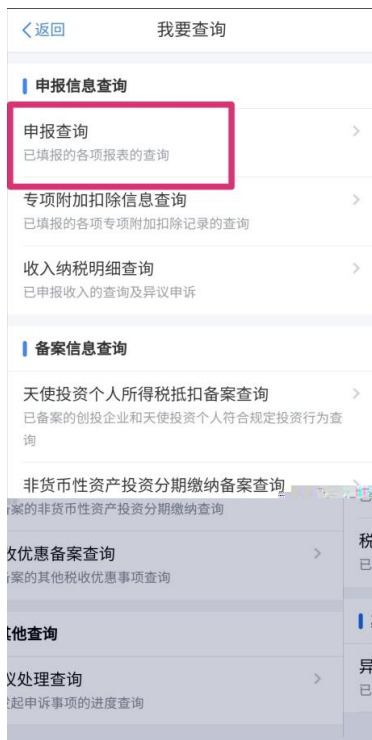 返回
我要查询
申报信息查询
申报查询
已填报的各项报表的查询
专项附加扣除信息查询
已填报的各项专项附加扣除记录的查询
收入纳税明细查询
已申报收入的查询及异议申诉
备案信息查询
天使投资个人所得税抵扣备案查询
已备案的创投企业和天使投资个人符合规定投资行为查
询
非货币性资产投资分期缴纳备案查询
案的非货币性资产投资分期缴纳查询
收优惠备案查询
税
备案的其他税收优惠事项查询
已
其他查询
议处理查询
异
发起申诉事项的进度查询
已